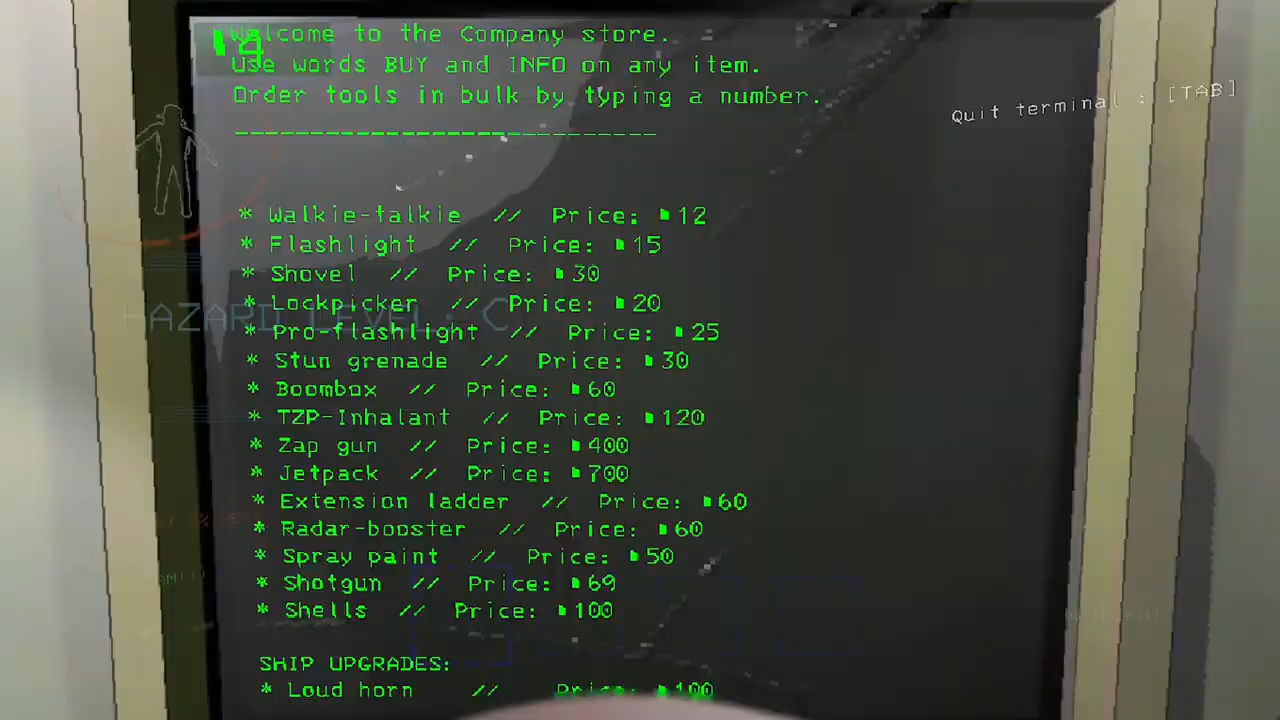 Welcome to the Company store.
▮4
Use words BUY and INFO on any item.
Order tools in bulk by typing a number.
Quit terminal : [TAB]
----------------------------
* Walkie-talkie // Price: ▮12
* Flashlight // Price: ▮15
* Shovel // Price: ▮30
* Lockpicker // Price: ▮20
HAZARD LEVEL: C
* Pro-flashlight // Price: ▮25
* Stun grenade // Price: ▮30
* Boombox // Price: ▮60
* TZP-Inhalant // Price: ▮120
* Zap gun // Price: ▮400
* Jetpack // Price: ▮700
* Extension ladder // Price: ▮60
* Radar-booster // Price: ▮60
* Spray paint // Price: ▮50
* Shotgun // Price: ▮69
* Shells // Price: ▮100
SHIP UPGRADES:
* Loud horn // Price: ▮100